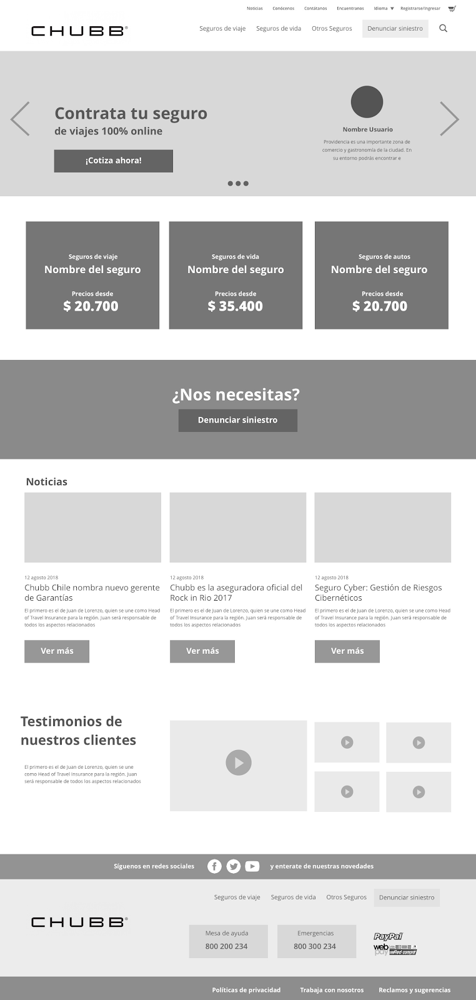 Noticias Conócenos Contátanos Encuentranos Idioma Registrarse/Ingresar
CHUBB®
Seguros de viaje Seguros de vida Otros Seguros Denunciar siniestro
Contrata tu seguro
de viajes 100% online
¡Cotiza ahora!
Nombre Usuario
Providencia es una importante zona de
comercio y gastronomía de la ciudad. En
su entorno podrás encontrar e
Seguros de viaje
Nombre del seguro
Precios desde
$ 20.700
Seguros de vida
Nombre del seguro
Precios desde
$ 35.400
Seguros de autos
Nombre del seguro
Precios desde
$ 20.700
¿Nos necesitas?
Denunciar siniestro
Noticias
12 agosto 2018
Chubb Chile nombra nuevo gerente
de Garantías
El primero es el de Juan de Lorenzo, quien se une como Head
of Travel Insurance para la región. Juan será responsable de
todos los aspectos relacionados
Ver más
12 agosto 2018
Chubb es la aseguradora oficial del
Rock in Rio 2017
El primero es el de Juan de Lorenzo, quien se une como Head
of Travel Insurance para la región. Juan será responsable de
todos los aspectos relacionados
Ver más
12 agosto 2018
Seguro Cyber: Gestión de Riesgos
Cibernéticos
El primero es el de Juan de Lorenzo, quien se une como Head
of Travel Insurance para la región. Juan será responsable de
todos los aspectos relacionados
Ver más
Testimonios de
nuestros clientes
El primero es el de Juan de Lorenzo, quien se une
como Head of Travel Insurance para la región. Juan
será responsable de todos los aspectos relacionados
Síguenos en redes sociales y enterate de nuestras novedades
Seguros de viaje Seguros de vida Otros Seguros Denunciar siniestro
CHUBB®
Mesa de ayuda
800 200 234
Emergencias
800 300 234
PayPal
web
pay Red compra
Políticas de privacidad Trabaja con nosotros Reclamos y sugerencias